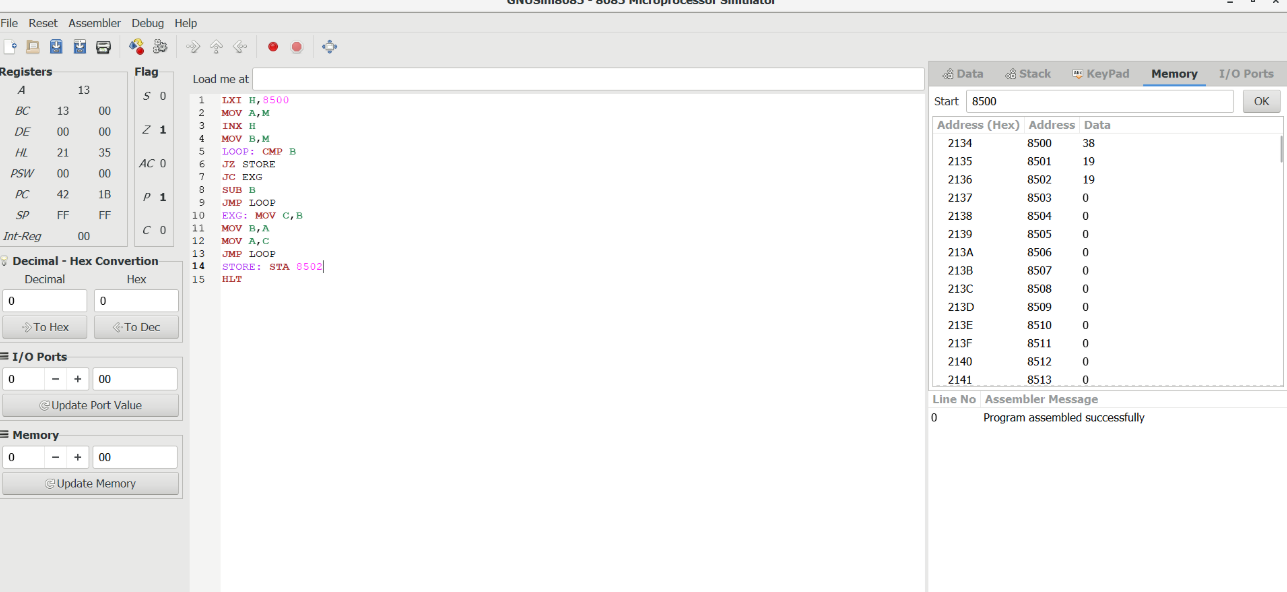 GNUSim8085 - 8085 Microprocessor Simulator
File Reset Assembler Debug Help
Registers
A 13
BC 13 00
DE 00 00
HL 21 35
PSW 00 00
PC 42 1B
SP FF FF
Int-Reg 00
Flag
S 0
Z 1
AC 0
P 1
C 0
Decimal - Hex Convertion
Decimal Hex
0 0
To Hex To Dec
I/O Ports
0 − + 00
Update Port Value
Memory
0 − + 00
Update Memory
Load me at
1 LXI H,8500
2 MOV A,M
3 INX H
4 MOV B,M
5 LOOP: CMP B
6 JZ STORE
7 JC EXG
8 SUB B
9 JMP LOOP
10 EXG: MOV C,B
11 MOV B,A
12 MOV A,C
13 JMP LOOP
14 STORE: STA 8502
15 HLT
Data Stack KeyPad Memory I/O Ports
Start 8500 OK
Address (Hex) Address Data
2134 8500 38
2135 8501 19
2136 8502 19
2137 8503 0
2138 8504 0
2139 8505 0
213A 8506 0
213B 8507 0
213C 8508 0
213D 8509 0
213E 8510 0
213F 8511 0
2140 8512 0
2141 8513 0
Line No Assembler Message
0 Program assembled successfully